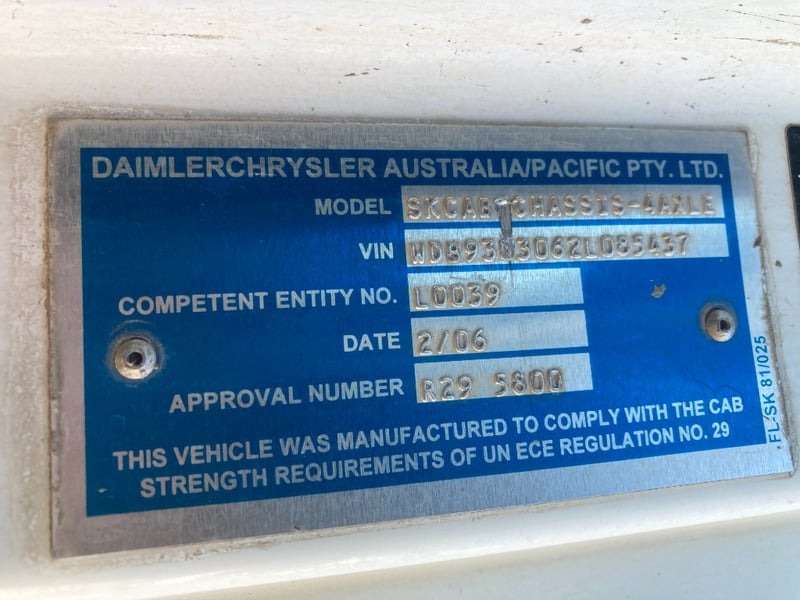 DAIMLERCHRYSLER AUSTRALIA/PACIFIC PTY. LTD.
MODEL SKCAB CHASSIS-4AXLE
VIN WDB9303062L085437
COMPETENT ENTITY NO. L0039
DATE 2/06
APPROVAL NUMBER R29 5800
THIS VEHICLE WAS MANUFACTURED TO COMPLY WITH THE CAB
STRENGTH REQUIREMENTS OF UN ECE REGULATION NO. 29
FL-SK 81/025